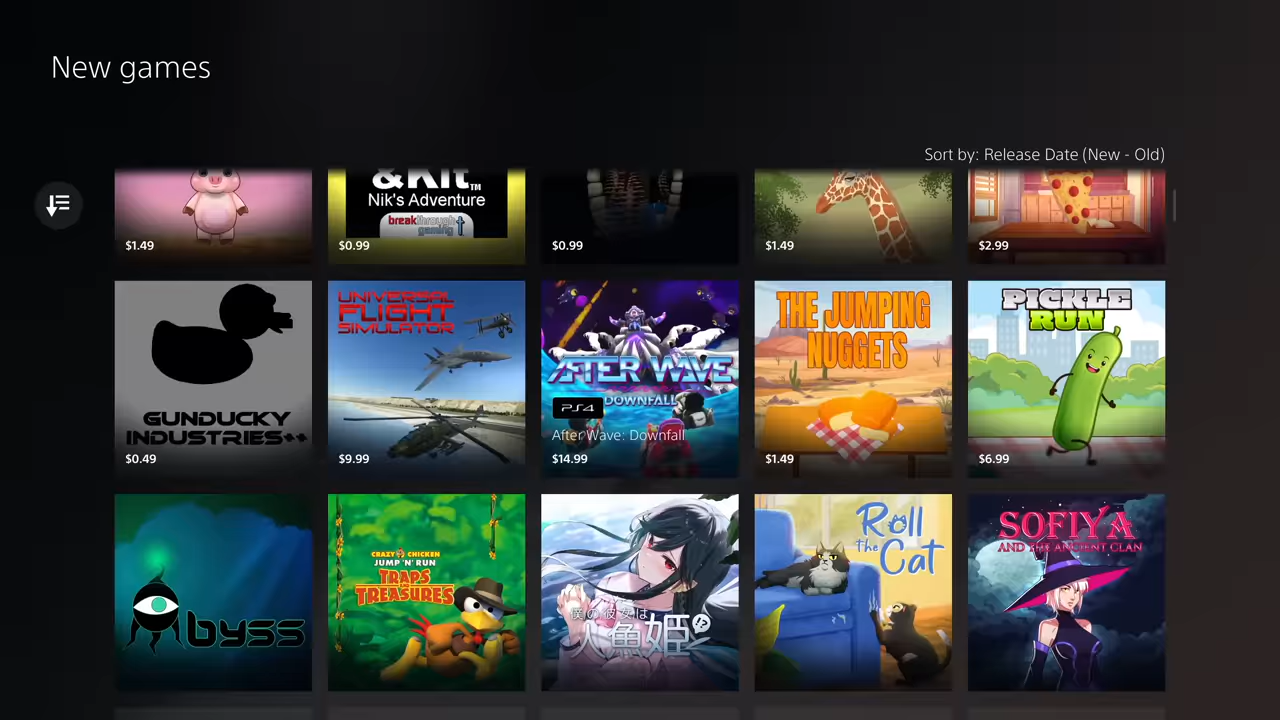 New games
Sort by: Release Date (New - Old)
&Kit™
Nik's Adventure
breakthrough
gaming
$1.49
$0.99
$0.99
$1.49
$2.99
GUNDUCKY
INDUSTRIES++
$0.49
UNIVERSAL
FLIGHT
SIMULATOR
$9.99
AFTER WAVE
DOWNFALL
PS4
After Wave: Downfall
$14.99
THE JUMPING
NUGGETS
$1.49
PICKLE
RUN
$6.99
Abyss
CRAZY CHICKEN
JUMP 'N' RUN
TRAPS
AND
TREASURES
僕の彼女は
人魚姫!?
Roll
the Cat
SOFIYA
AND THE ANCIENT CLAN